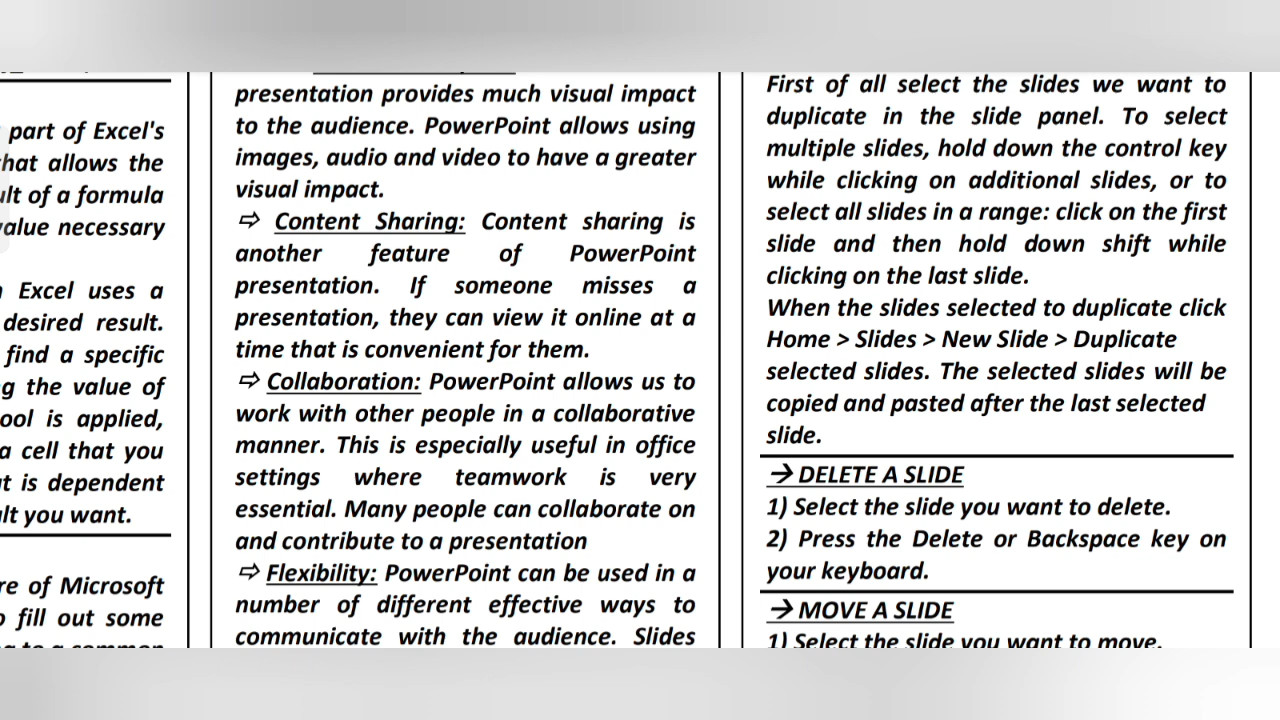 part of Excel's
that allows the
of a formula
value necessary
Excel uses a
desired result.
find a specific
the value of
is applied,
a cell that you
is dependent
you want.
of Microsoft
fill out some
to a common
presentation provides much visual impact
to the audience. PowerPoint allows using
images, audio and video to have a greater
visual impact.
⇨ Content Sharing: Content sharing is
another feature of PowerPoint
presentation. If someone misses a
presentation, they can view it online at a
time that is convenient for them.
⇨ Collaboration: PowerPoint allows us to
work with other people in a collaborative
manner. This is especially useful in office
settings where teamwork is very
essential. Many people can collaborate on
and contribute to a presentation
⇨ Flexibility: PowerPoint can be used in a
number of different effective ways to
communicate with the audience. Slides
First of all select the slides we want to
duplicate in the slide panel. To select
multiple slides, hold down the control key
while clicking on additional slides, or to
select all slides in a range: click on the first
slide and then hold down shift while
clicking on the last slide.
When the slides selected to duplicate click
Home > Slides > New Slide > Duplicate
selected slides. The selected slides will be
copied and pasted after the last selected
slide.
→ DELETE A SLIDE
1) Select the slide you want to delete.
2) Press the Delete or Backspace key on
your keyboard.
→ MOVE A SLIDE
1) Select the slide you want to move.